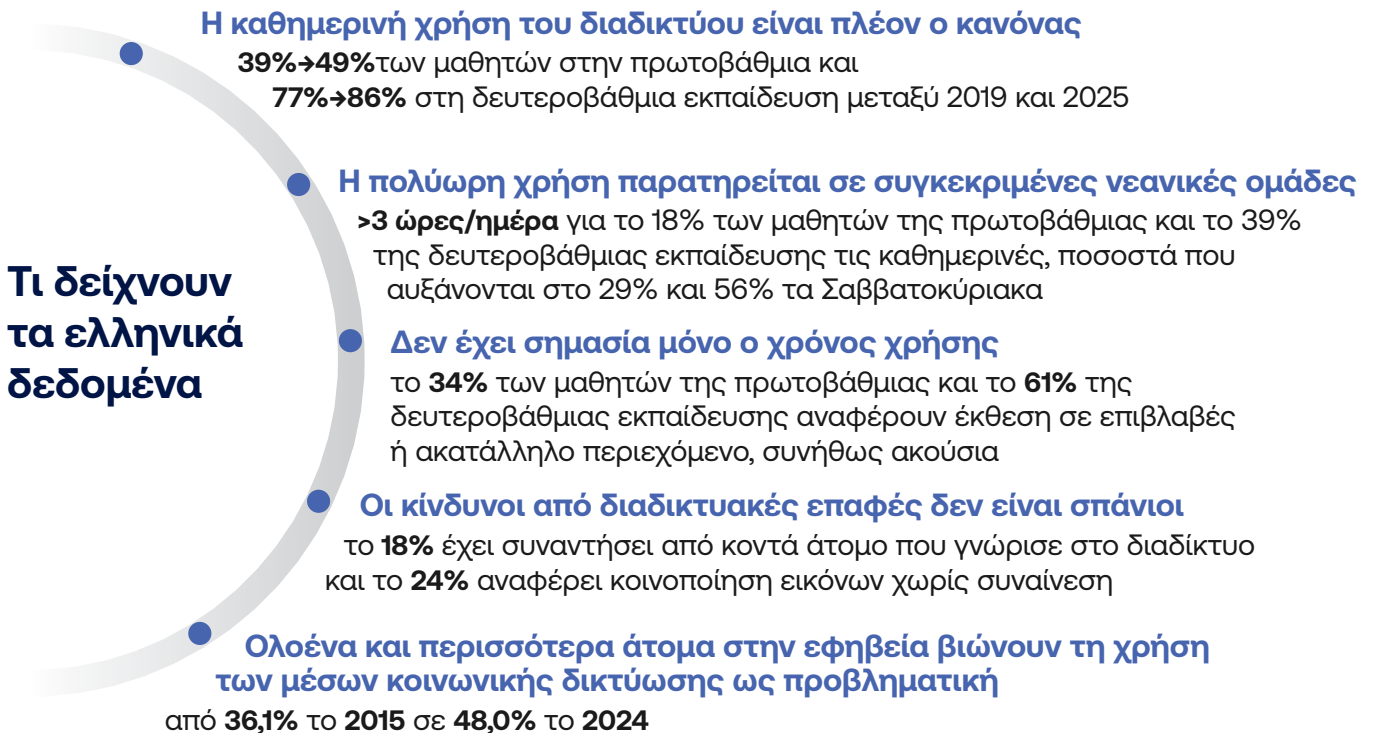 Η καθημερινή χρήση του διαδικτύου είναι πλέον ο κανόνας
39%→49%των μαθητών στην πρωτοβάθμια και
77%→86% στη δευτεροβάθμια εκπαίδευση μεταξύ 2019 και 2025
Η πολύωρη χρήση παρατηρείται σε συγκεκριμένες νεανικές ομάδες
>3 ώρες/ημέρα για το 18% των μαθητών της πρωτοβάθμιας και το 39%
της δευτεροβάθμιας εκπαίδευσης τις καθημερινές, ποσοστά που
αυξάνονται στο 29% και 56% τα Σαββατοκύριακα
Τι δείχνουν
τα ελληνικά
δεδομένα
Δεν έχει σημασία μόνο ο χρόνος χρήσης
το 34% των μαθητών της πρωτοβάθμιας και το 61% της
δευτεροβάθμιας εκπαίδευσης αναφέρουν έκθεση σε επιβλαβές
ή ακατάλληλο περιεχόμενο, συνήθως ακούσια
Οι κίνδυνοι από διαδικτυακές επαφές δεν είναι σπάνιοι
το 18% έχει συναντήσει από κοντά άτομο που γνώρισε στο διαδίκτυο
και το 24% αναφέρει κοινοποίηση εικόνων χωρίς συναίνεση
Ολοένα και περισσότερα άτομα στην εφηβεία βιώνουν τη χρήση
των μέσων κοινωνικής δικτύωσης ως προβληματική
από 36,1% το 2015 σε 48,0% το 2024